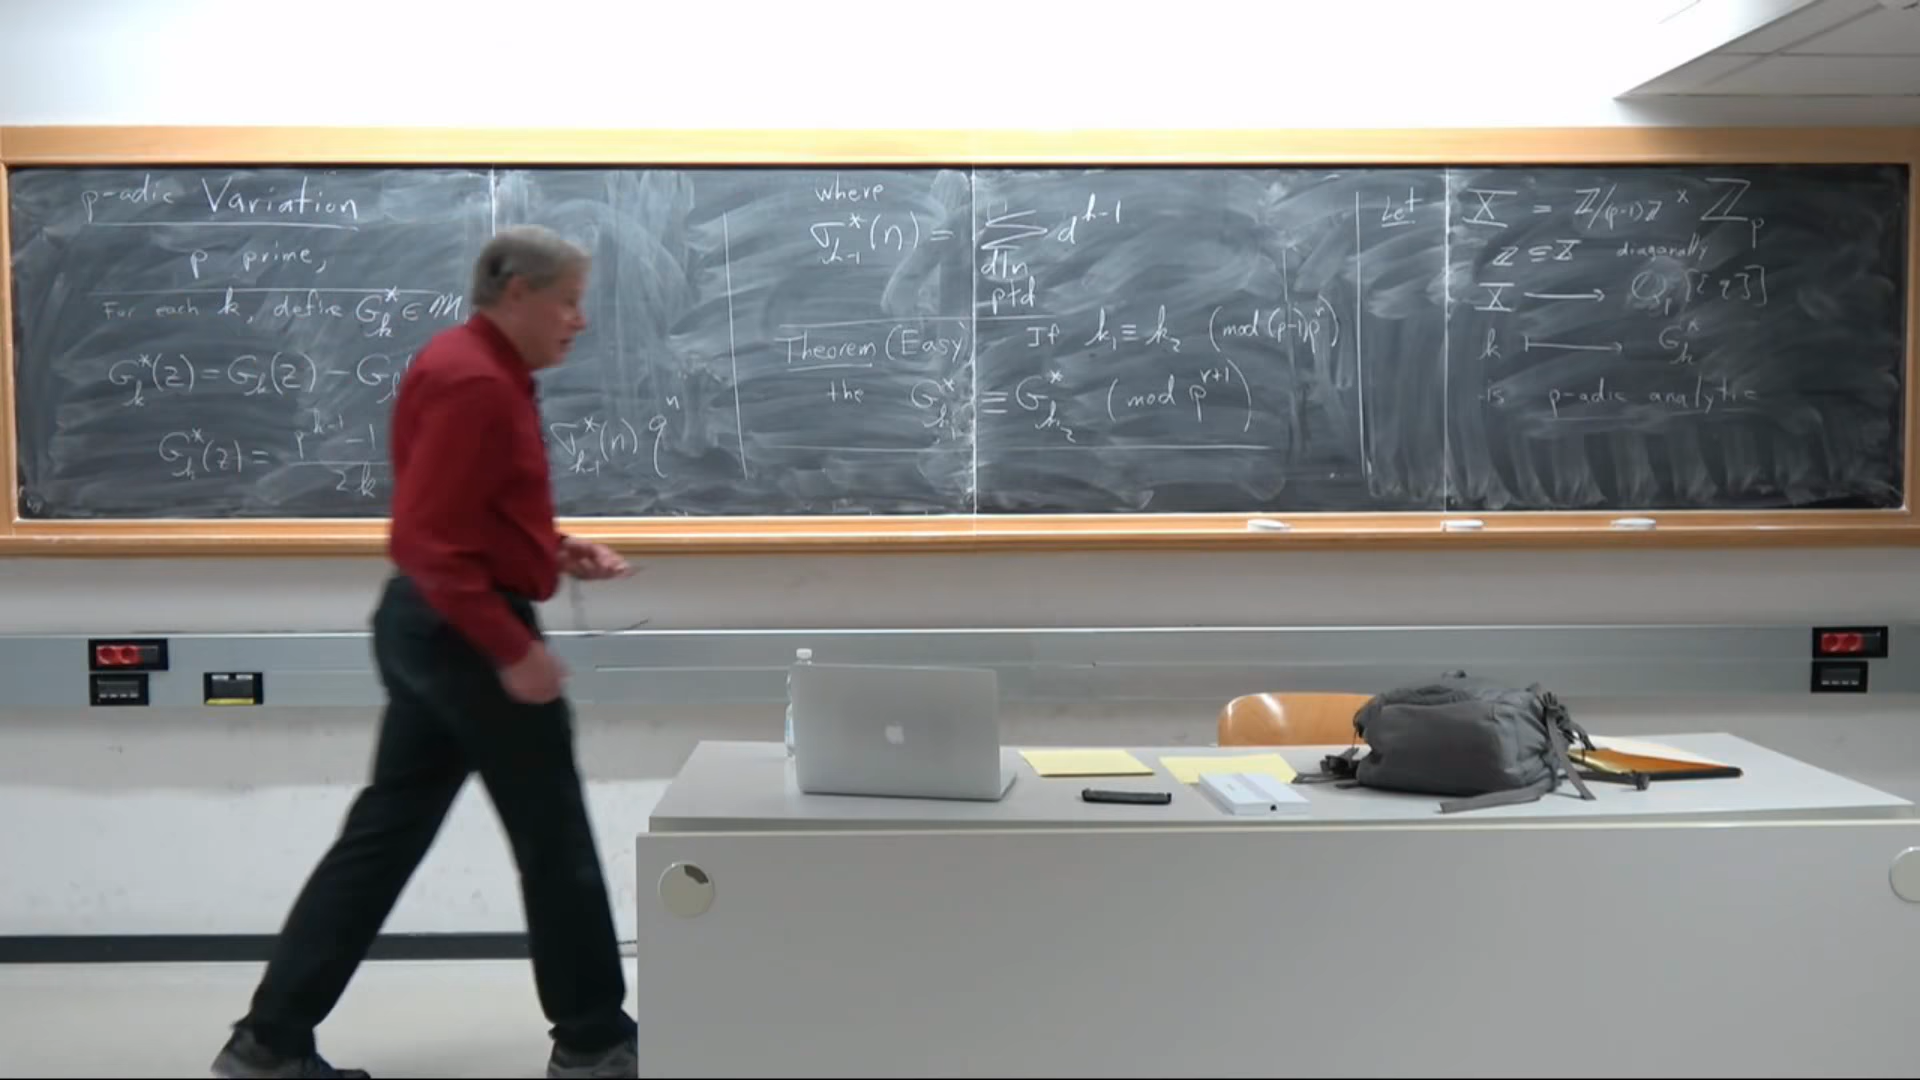 p-adic Variation
p prime,
For each k, define G*_k ∈ M
G*_k(z) = G_k(z) − G_k(
G*_k(z) = p^{k-1} − 1 / 2k
σ*_{k-1}(n) q^n
where
σ*_{k-1}(n) = Σ_{d|n, p∤d} d^{k-1}
Theorem (Easy) If k_1 ≡ k_2 (mod (p-1)p^r)
the G*_{k_1} ≡ G*_{k_2} (mod p^{r+1})
Let X = Z/(p-1)Z × Z_p
Z ⊆ X diagonally
X ⟶ Q_p[[q]]
k ⟼ G*_k
is p-adic analytic